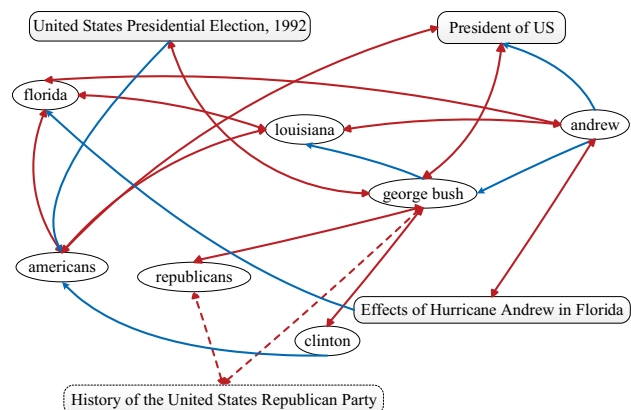 United States Presidential Election, 1992
President of US
florida
louisiana
andrew
george bush
americans
republicans
Effects of Hurricane Andrew in Florida
clinton
History of the United States Republican Party